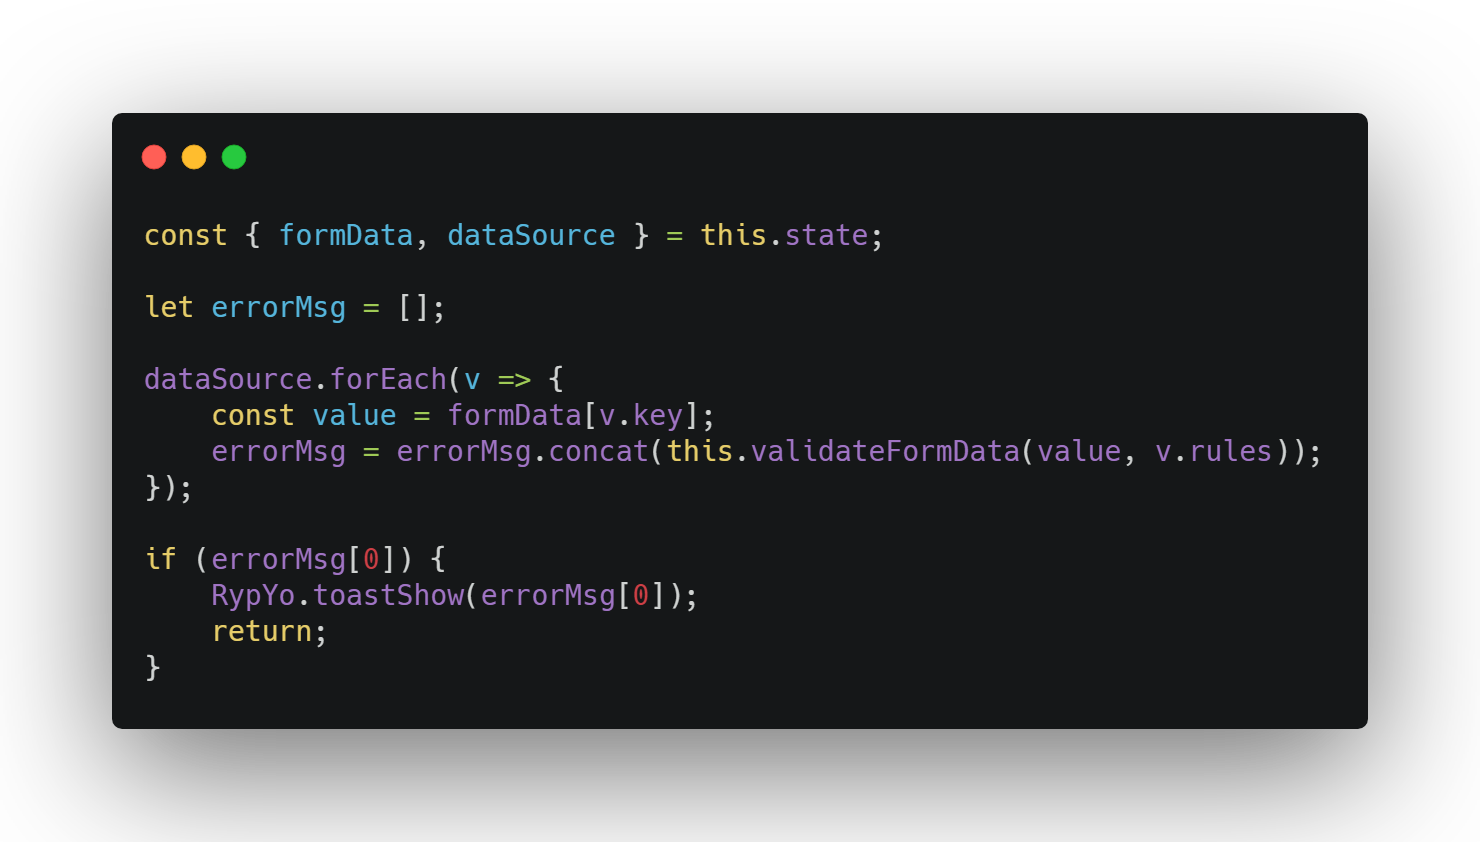 const { formData, dataSource } = this.state;
let errorMsg = [];
dataSource.forEach(v => {
    const value = formData[v.key];
    errorMsg = errorMsg.concat(this.validateFormData(value, v.rules));
});
if (errorMsg[0]) {
    RypYo.toastShow(errorMsg[0]);
    return;
}